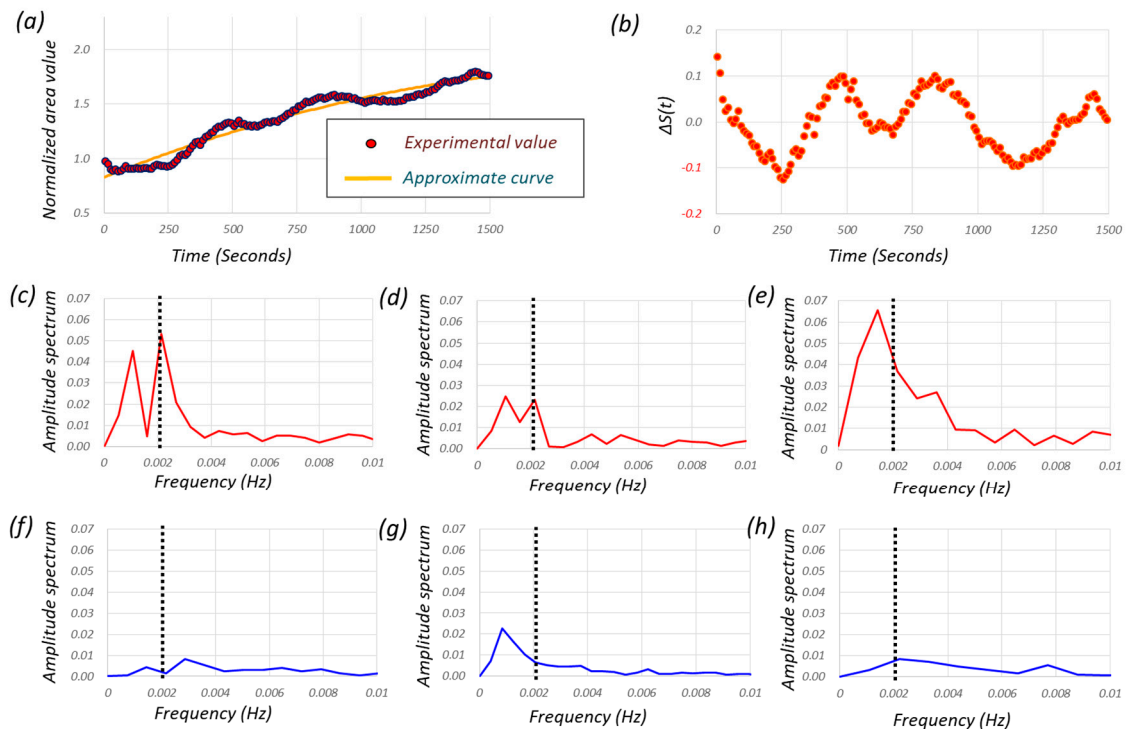 (a)
Normalized area value
2.0
1.5
1.0
0.5
0 250 500 750 1000 1250 1500
Time (Seconds)
Experimental value
Approximate curve
(b)
ΔS(t)
0.2
0.1
0.0
-0.1
-0.2
0 250 500 750 1000 1250 1500
Time (Seconds)
(c)
Amplitude spectrum
0.07
0.06
0.05
0.04
0.03
0.02
0.01
0.00
0 0.002 0.004 0.006 0.008 0.01
Frequency (Hz)
(d)
Amplitude spectrum
0.07
0.06
0.05
0.04
0.03
0.02
0.01
0.00
0 0.002 0.004 0.006 0.008 0.01
Frequency (Hz)
(e)
Amplitude spectrum
0.07
0.06
0.05
0.04
0.03
0.02
0.01
0
0 0.002 0.004 0.006 0.008 0.01
Frequency (Hz)
(f)
Amplitude spectrum
0.07
0.06
0.05
0.04
0.03
0.02
0.01
0.00
0 0.002 0.004 0.006 0.008 0.01
Frequency (Hz)
(g)
Amplitude spectrum
0.07
0.06
0.05
0.04
0.03
0.02
0.01
0.00
0 0.002 0.004 0.006 0.008 0.01
Frequency (Hz)
(h)
Amplitude spectrum
0.07
0.06
0.05
0.04
0.03
0.02
0.01
0.00
0 0.002 0.004 0.006 0.008 0.01
Frequency (Hz)